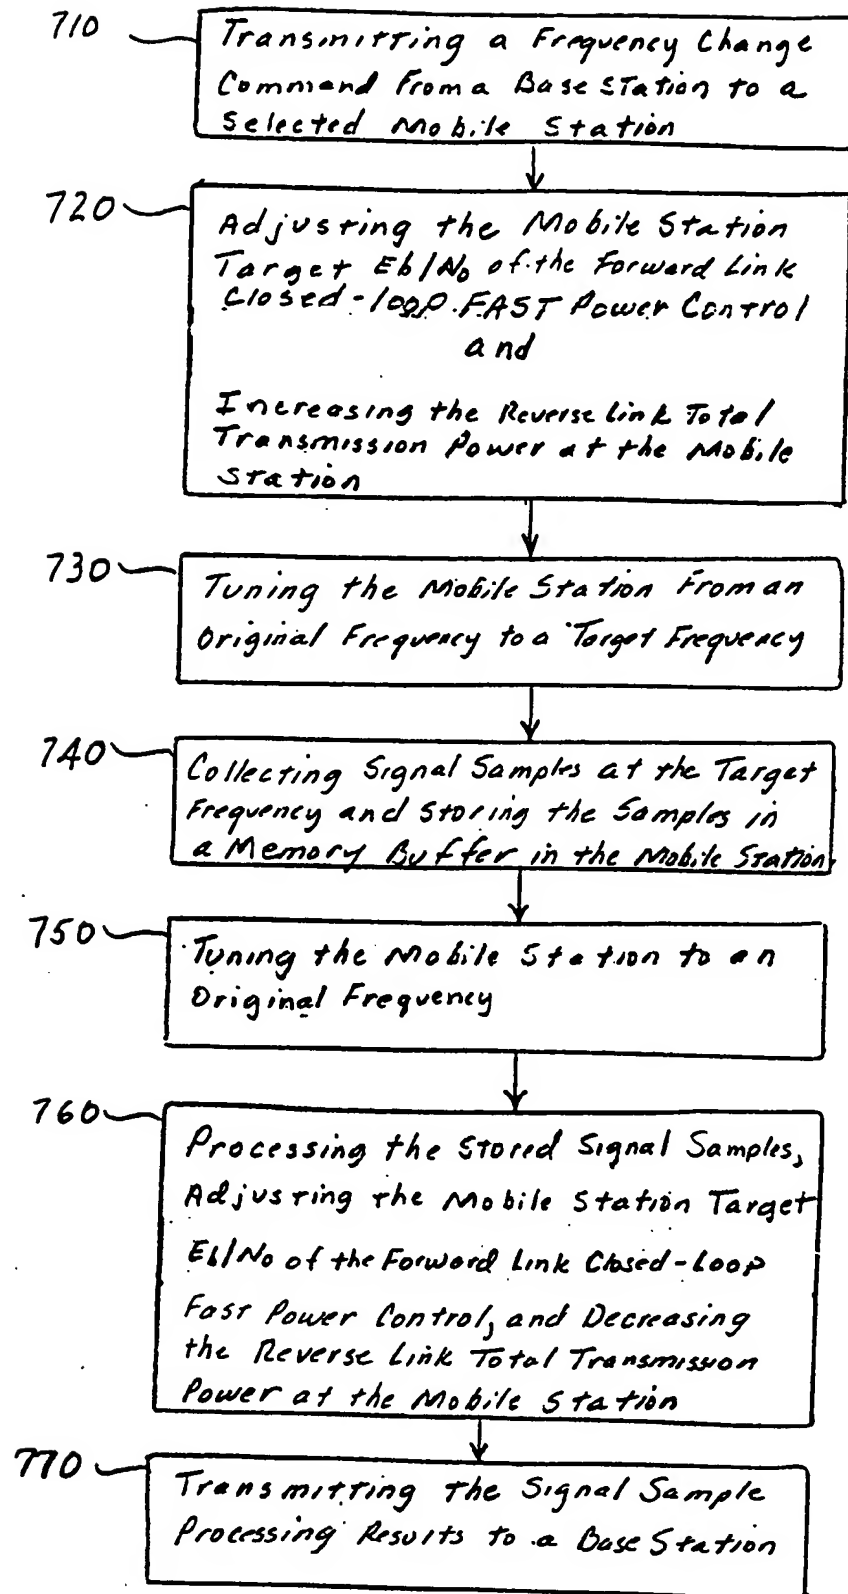 710
Transmitting a Frequency Change
Command From a Base Station to a
Selected Mobile Station
720
Adjusting the Mobile Station
Target Eb/No of the Forward Link
Closed-loop FAST Power Control
and
Increasing the Reverse Link Total
Transmission Power at the Mobile
Station
730
Tuning the Mobile Station From an
Original Frequency to a Target Frequency
740
Collecting Signal Samples at the Target
Frequency and Storing the Samples in
a Memory Buffer in the Mobile Station
750
Tuning the Mobile Station to an
Original Frequency
760
Processing the Stored Signal Samples,
Adjusting the Mobile Station Target
Eb/No of the Forward Link Closed-Loop
Fast Power Control, and Decreasing
the Reverse Link Total Transmission
Power at the Mobile Station
770
Transmitting the Signal Sample
Processing Results to a Base Station